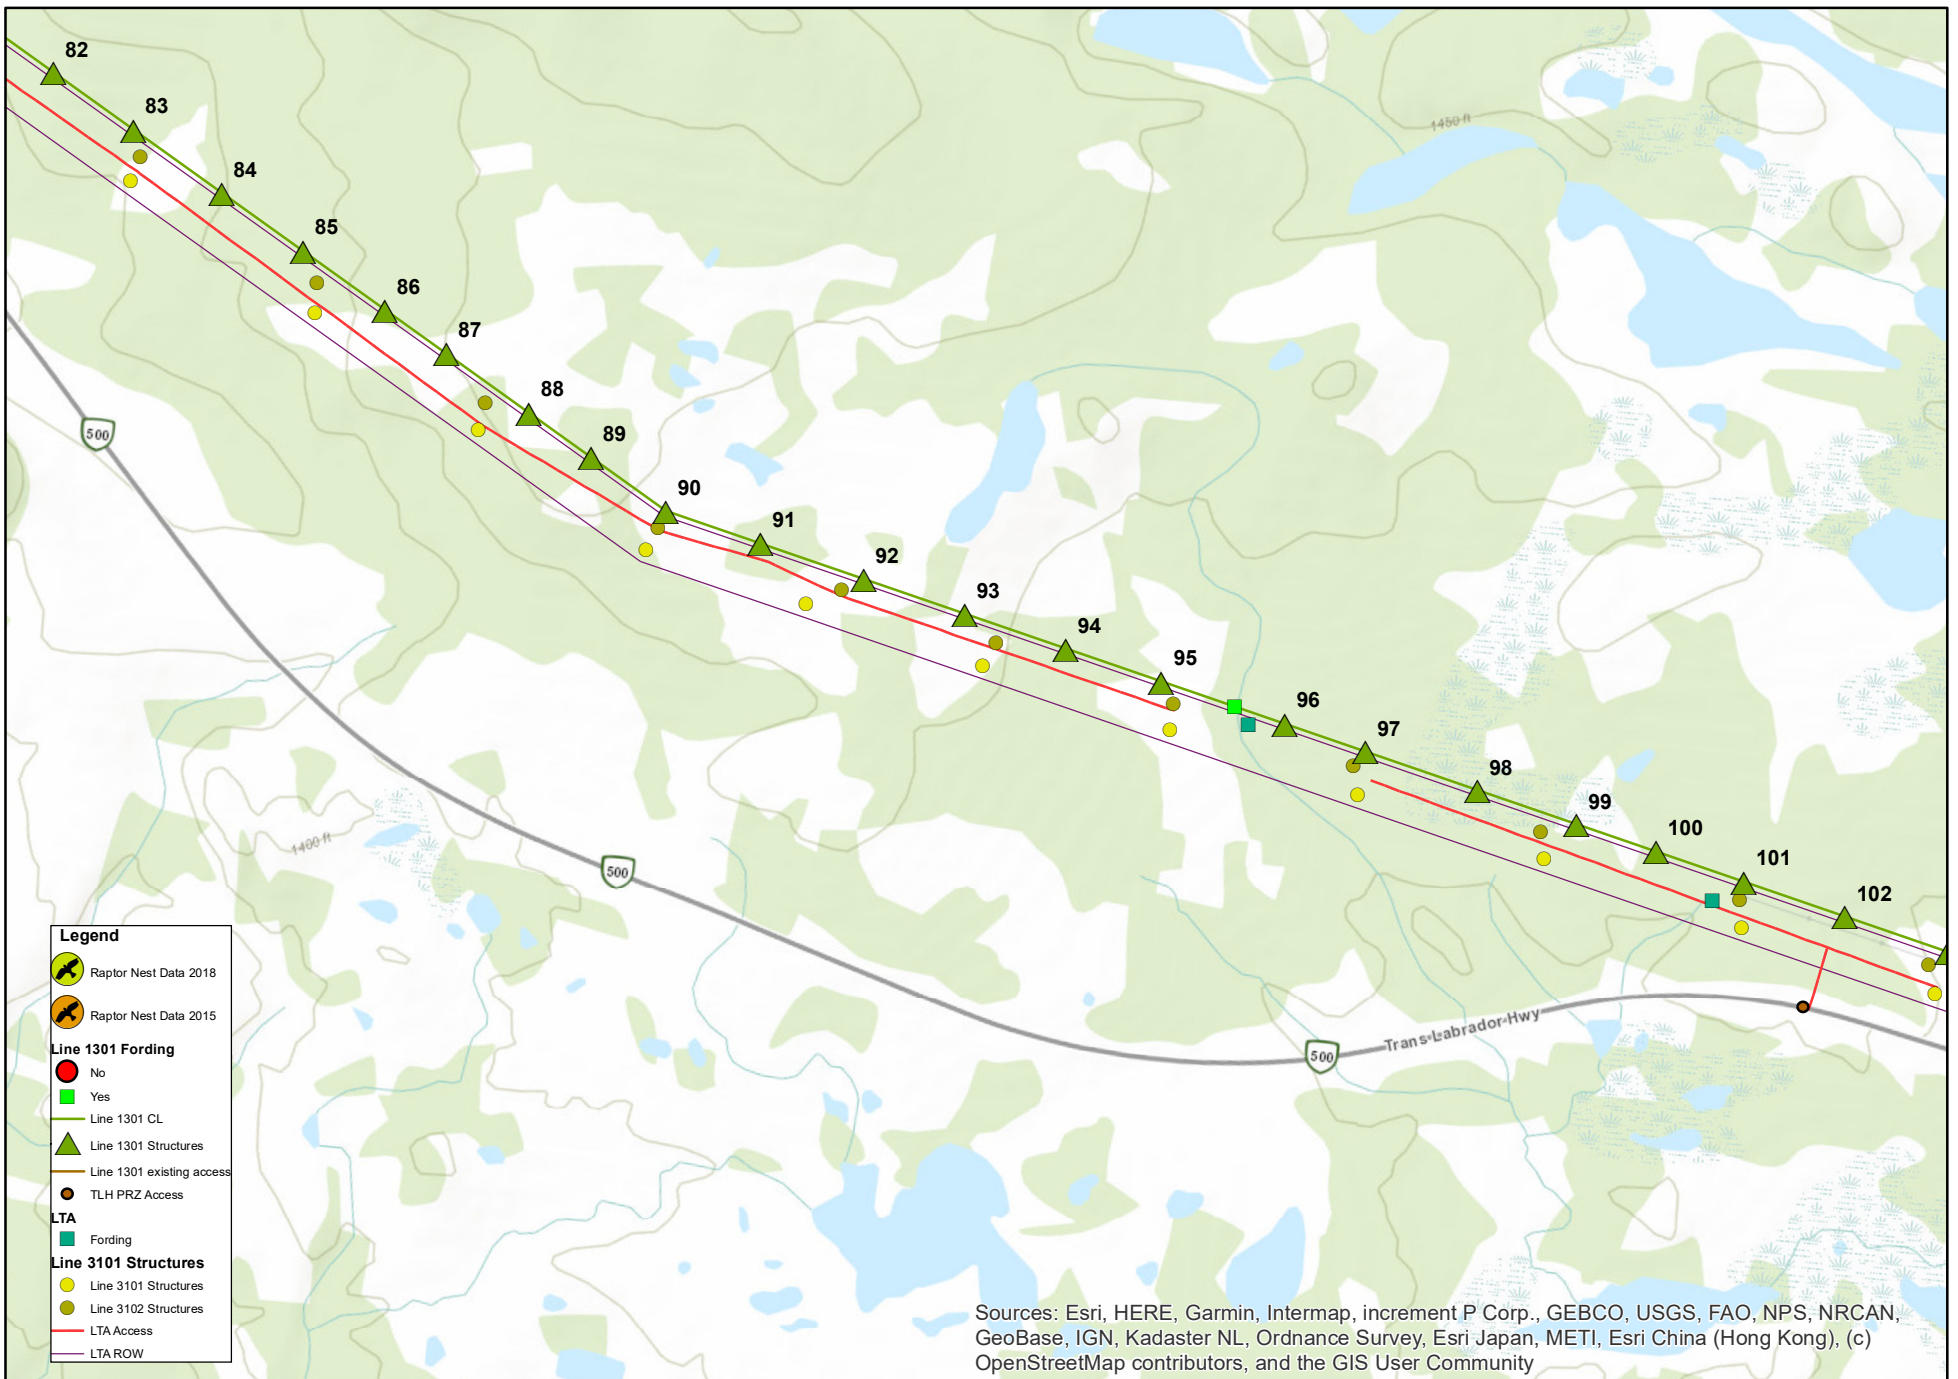 82
83
84
85
86
87
88
89
90
91
92
93
94
95
96
97
98
99
100
101
102
1450 ft
500
1400 ft
500
500
Trans-Labrador-Hwy
Legend
Raptor Nest Data 2018
Raptor Nest Data 2015
Line 1301 Fording
No
Yes
Line 1301 CL
Line 1301 Structures
Line 1301 existing access
TLH PRZ Access
LTA
Fording
Line 3101 Structures
Line 3101 Structures
Line 3102 Structures
LTA Access
LTA ROW
Sources: Esri, HERE, Garmin, Intermap, increment P Corp., GEBCO, USGS, FAO, NPS, NRCAN,
GeoBase, IGN, Kadaster NL, Ordnance Survey, Esri Japan, METI, Esri China (Hong Kong), (c)
OpenStreetMap contributors, and the GIS User Community